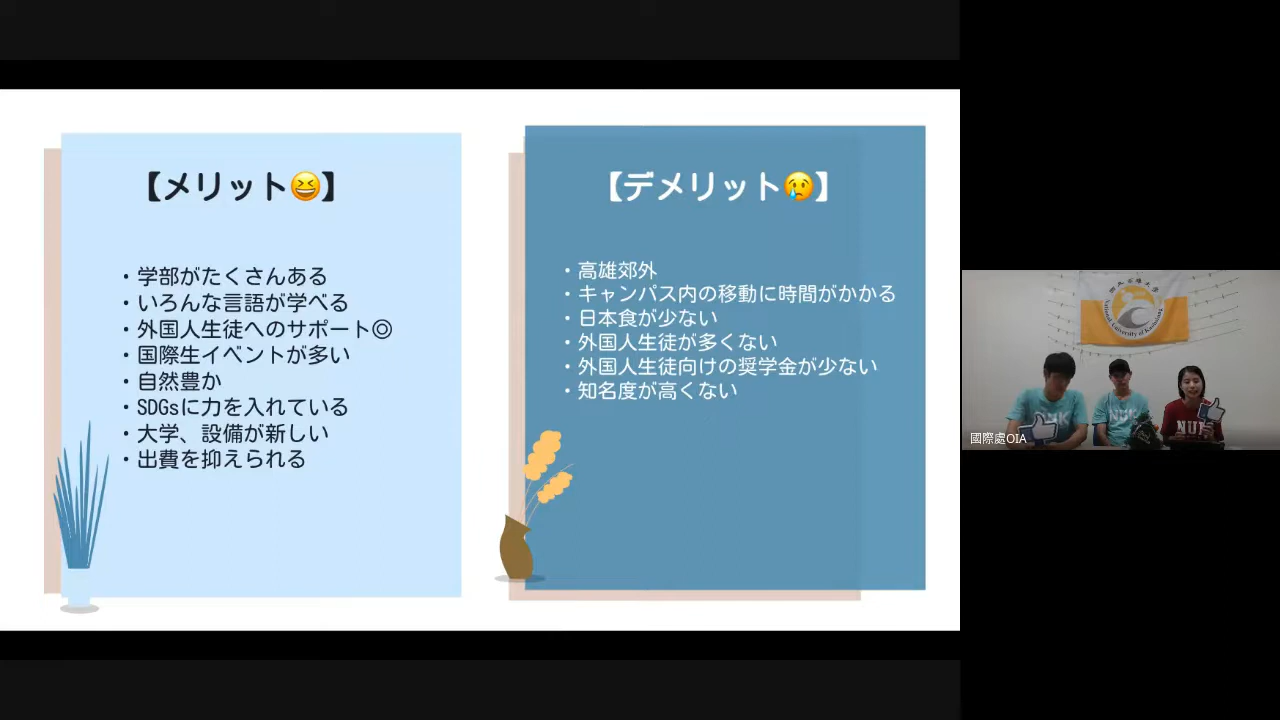 【メリット😆】
・学部がたくさんある
・いろんな言語が学べる
・外国人生徒へのサポート◎
・国際生イベントが多い
・自然豊か
・SDGsに力を入れている
・大学、設備が新しい
・出費を抑えられる
【デメリット😢】
・高雄郊外
・キャンパス内の移動に時間がかかる
・日本食が少ない
・外国人生徒が多くない
・外国人生徒向けの奨学金が少ない
・知名度が高くない
National University of Kaohsiung
NUK
NUK
NUK
國際處OIA